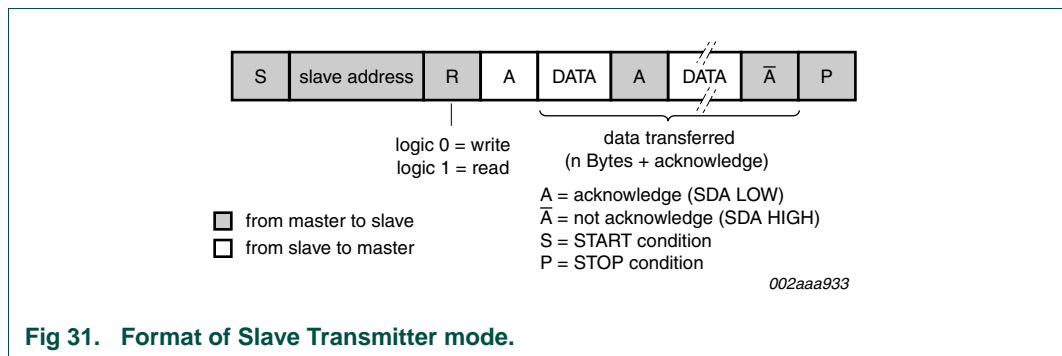 S slave address R A DATA A DATA A̅ P
logic 0 = write
logic 1 = read
data transferred
(n Bytes + acknowledge)
A = acknowledge (SDA LOW)
A̅ = not acknowledge (SDA HIGH)
S = START condition
P = STOP condition
from master to slave
from slave to master
002aaa933
Fig 31. Format of Slave Transmitter mode.